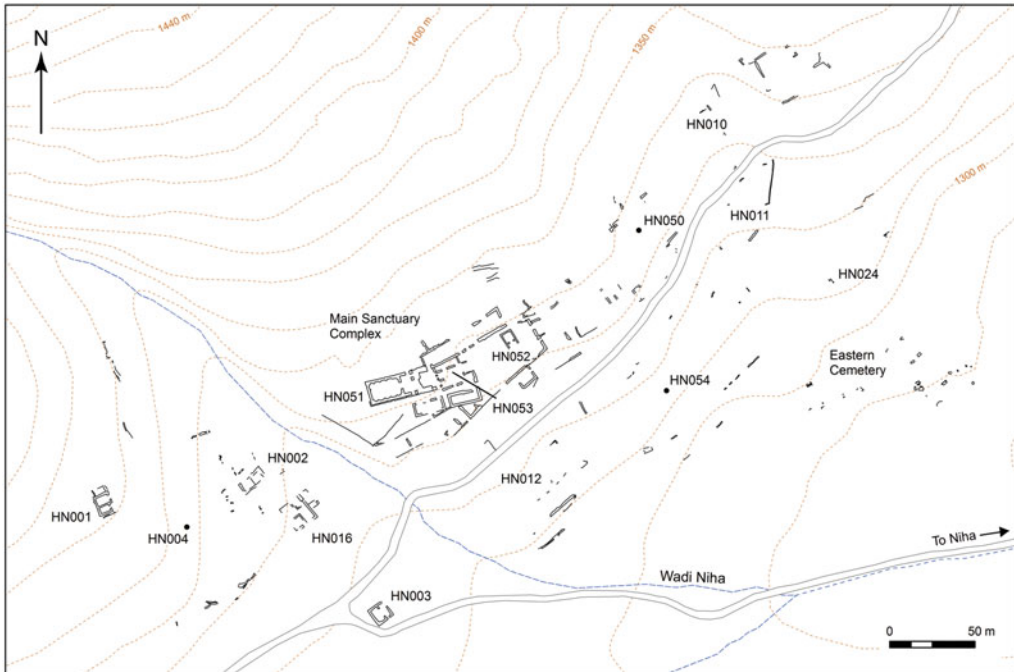 N
1440 m
1400 m
1350 m
1300 m
HN010
HN011
HN050
HN024
Main Sanctuary
Complex
HN052
HN051
HN053
HN054
Eastern
Cemetery
HN002
HN012
HN001
HN004
HN016
HN003
Wadi Niha
To Niha
0 50 m